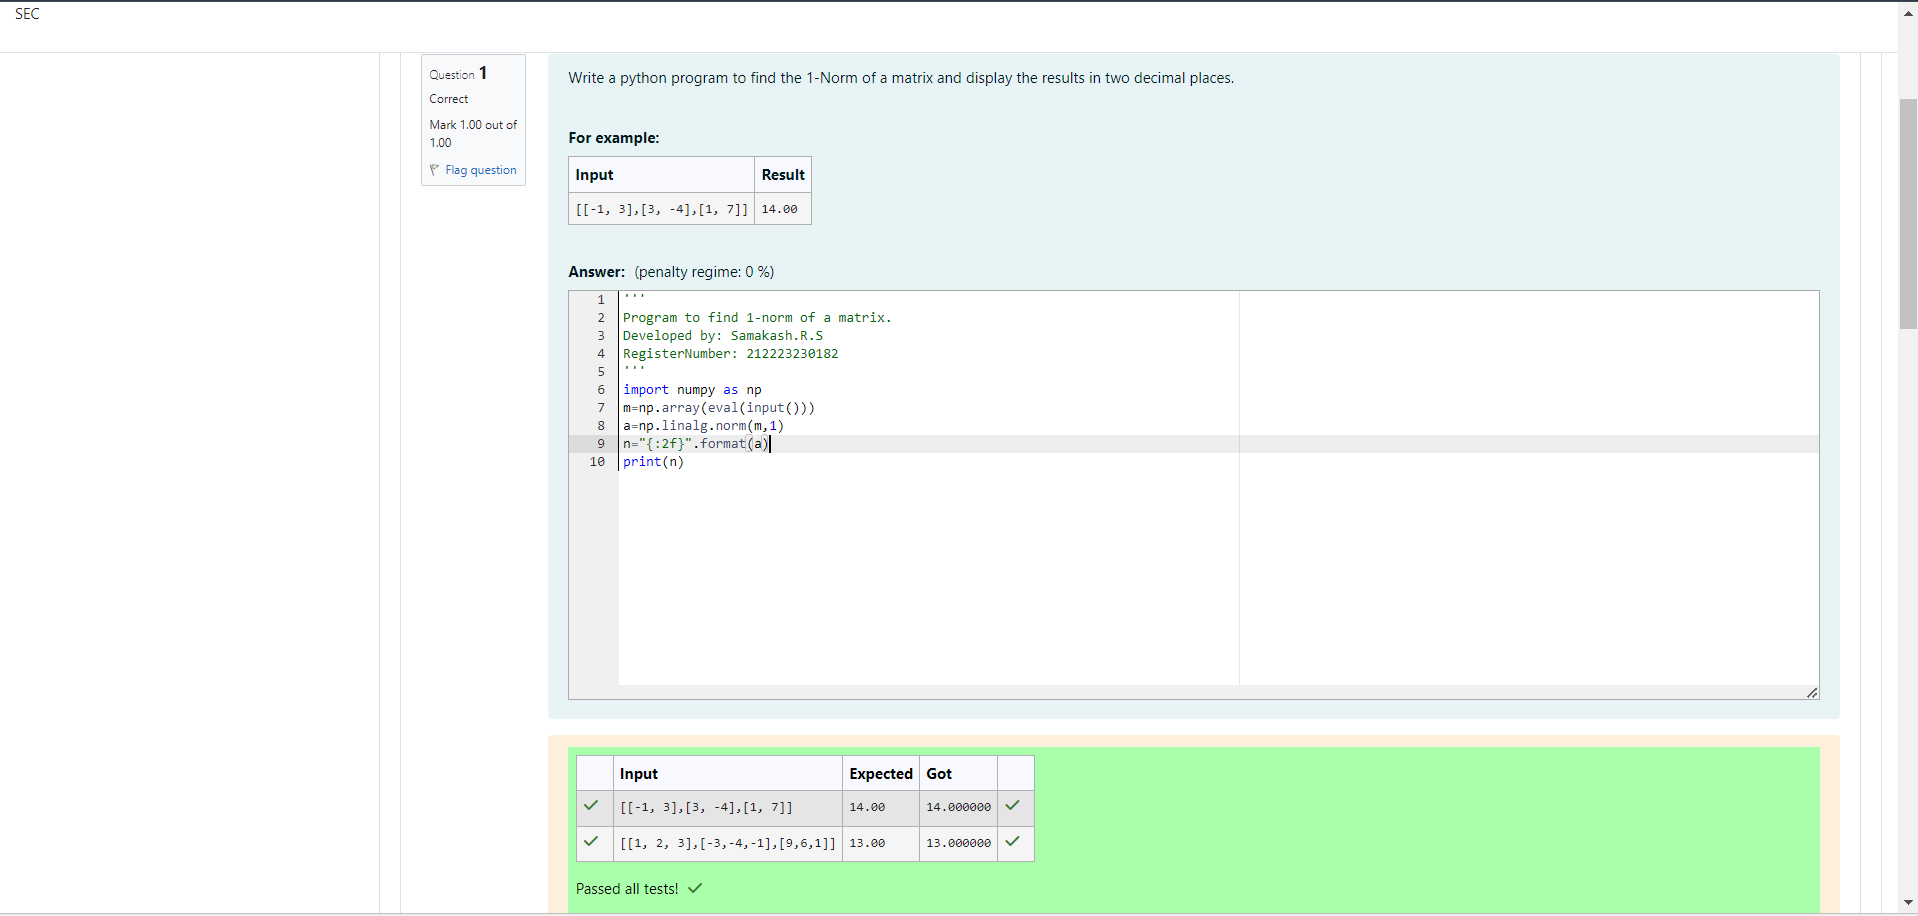 SEC
Question 1
Correct
Mark 1.00 out of
1.00
Flag question
Write a python program to find the 1-Norm of a matrix and display the results in two decimal places.
For example:
Input Result
[[-1, 3],[3, -4],[1, 7]] 14.00
Answer: (penalty regime: 0 %)
1 '''
2 Program to find 1-norm of a matrix.
3 Developed by: Samakash.R.S
4 RegisterNumber: 212223230182
5 '''
6 import numpy as np
7 m=np.array(eval(input()))
8 a=np.linalg.norm(m,1)
9 n="{:2f}".format(a)
10 print(n)
Input Expected Got
[[-1, 3],[3, -4],[1, 7]] 14.00 14.000000
[[1, 2, 3],[-3,-4,-1],[9,6,1]] 13.00 13.000000
Passed all tests!